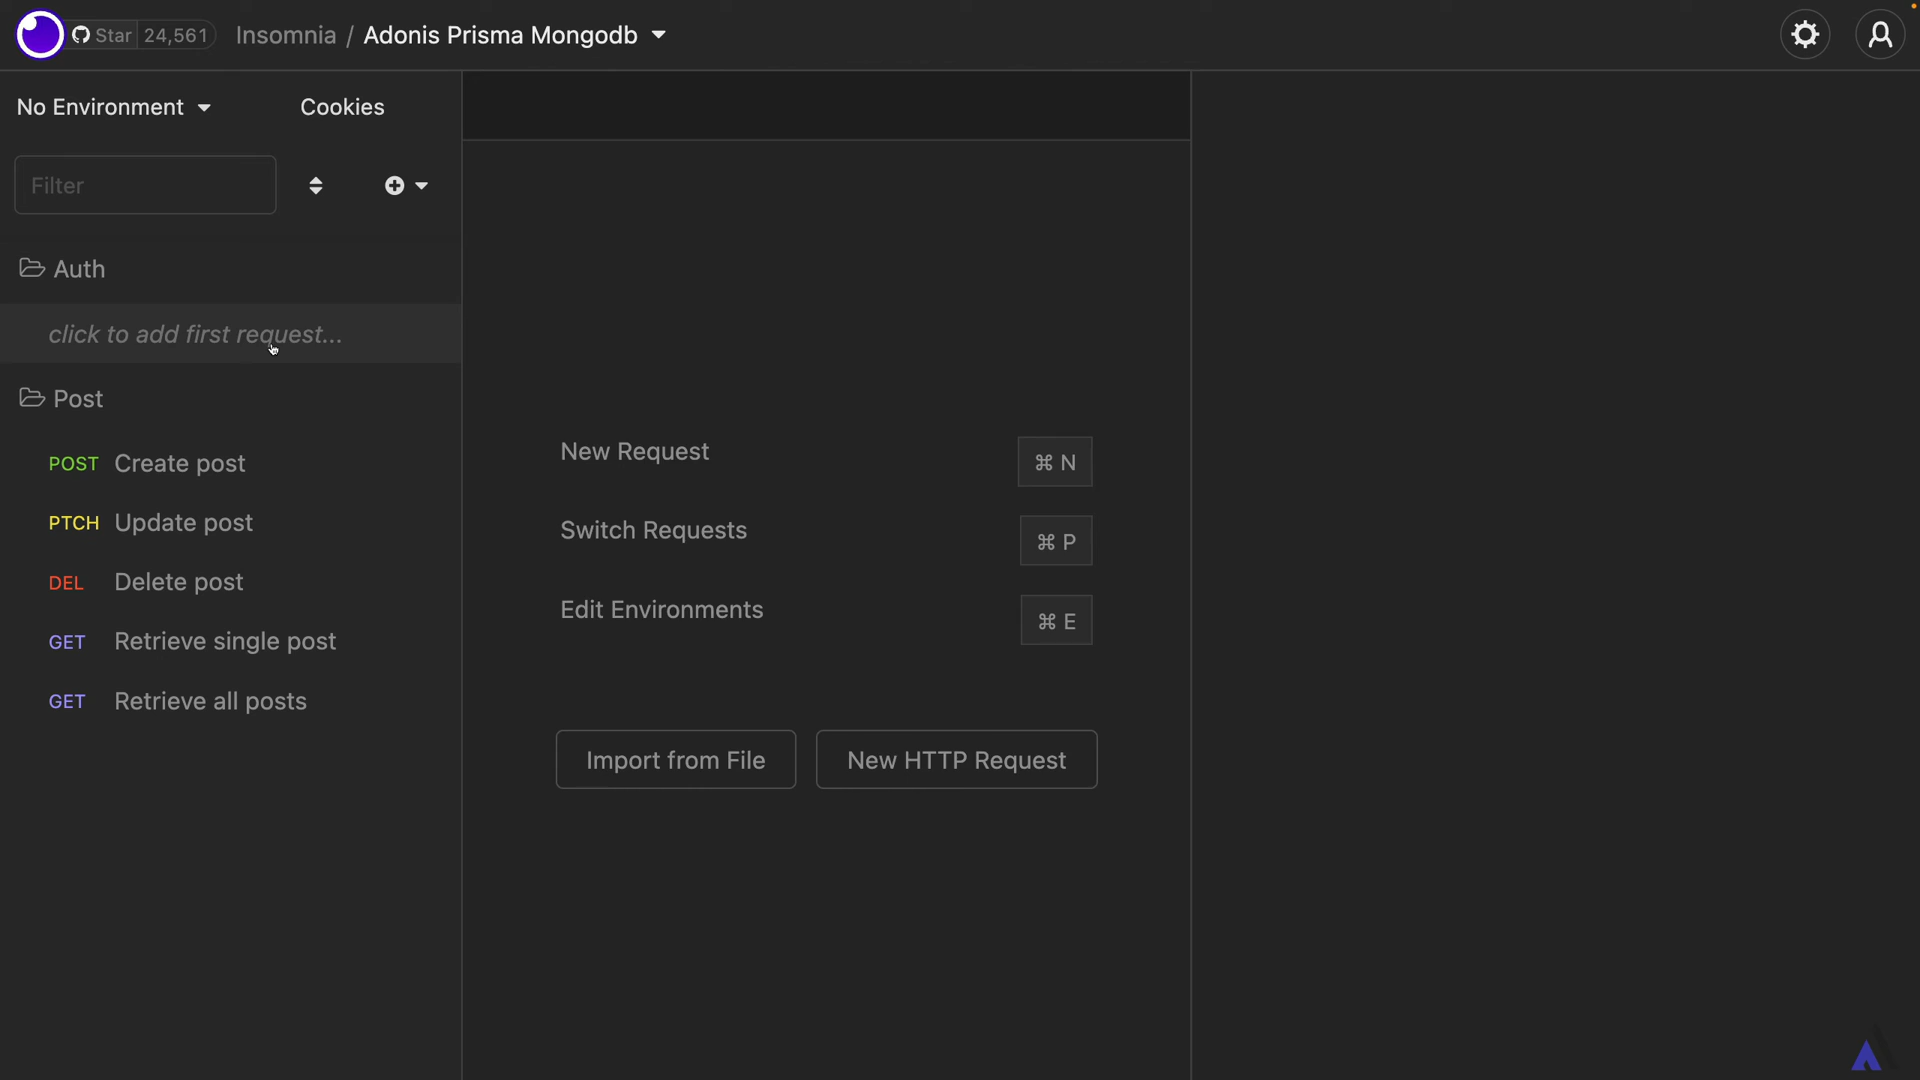 Star 24,561 Insomnia / Adonis Prisma Mongodb
No Environment Cookies
Filter
Auth
click to add first request...
Post
POST Create post
PTCH Update post
DEL Delete post
GET Retrieve single post
GET Retrieve all posts
New Request ⌘ N
Switch Requests ⌘ P
Edit Environments ⌘ E
Import from File New HTTP Request